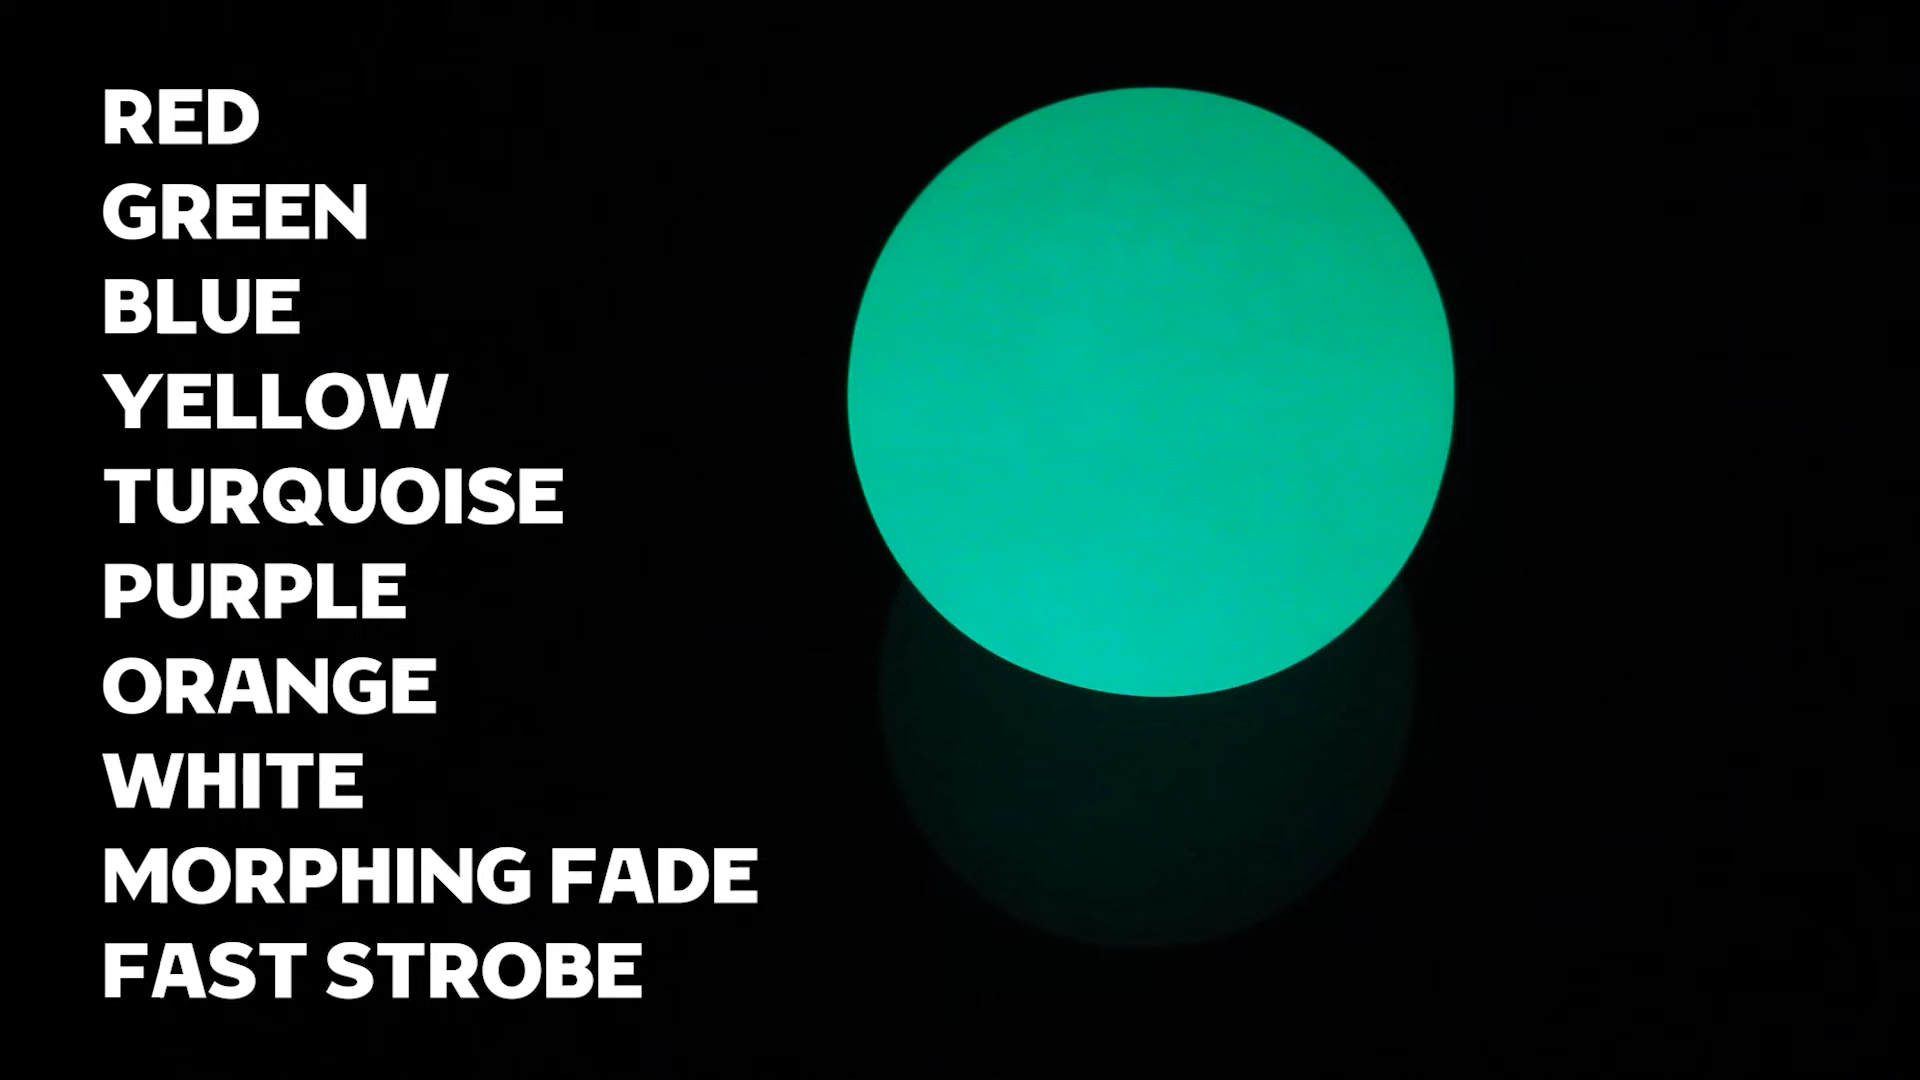 RED
GREEN
BLUE
YELLOW
TURQUOISE
PURPLE
ORANGE
WHITE
MORPHING FADE
FAST STROBE